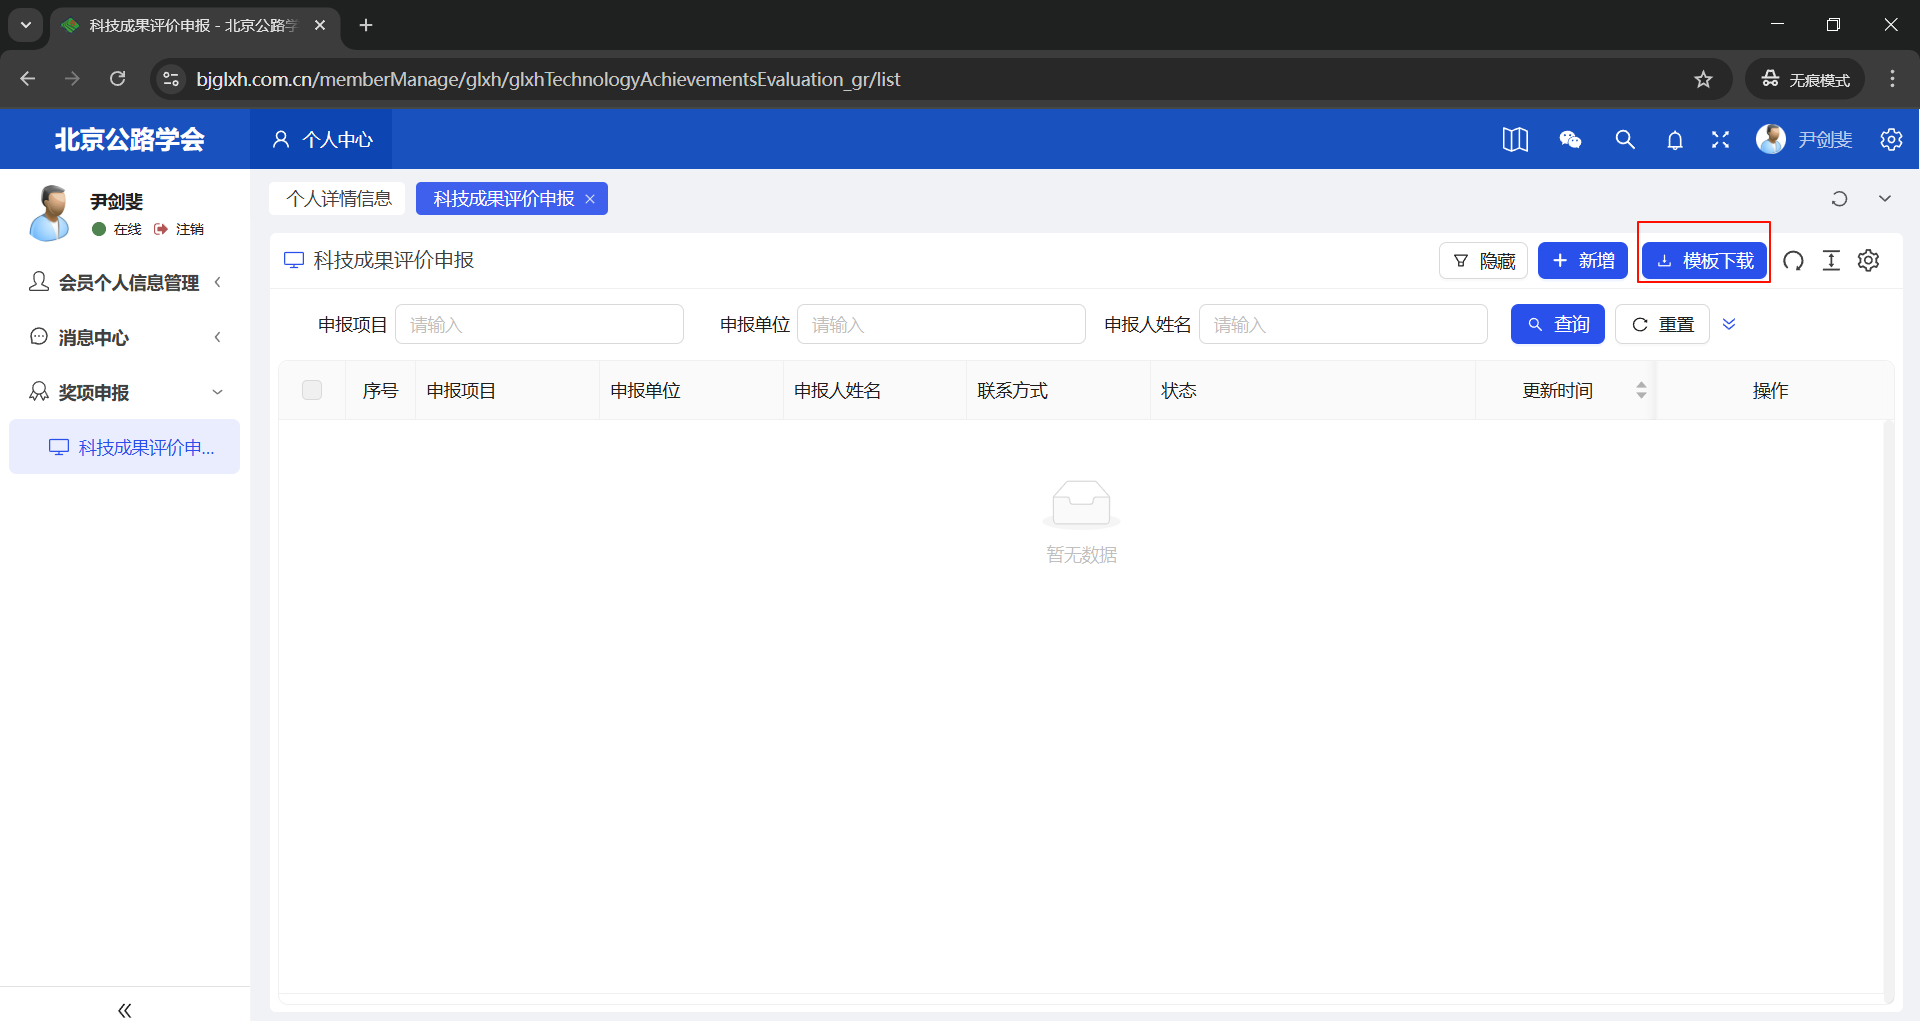 科技成果评价申报 - 北京公路学
bjglxh.com.cn/memberManage/glxh/glxhTechnologyAchievementsEvaluation_gr/list
无痕模式
北京公路学会
个人中心
尹剑斐
尹剑斐
在线 注销
会员个人信息管理
消息中心
奖项申报
科技成果评价申...
个人详情信息 科技成果评价申报
科技成果评价申报
隐藏 新增 模板下载
申报项目 请输入 申报单位 请输入 申报人姓名 请输入 查询 重置
序号 申报项目 申报单位 申报人姓名 联系方式 状态 更新时间 操作
暂无数据